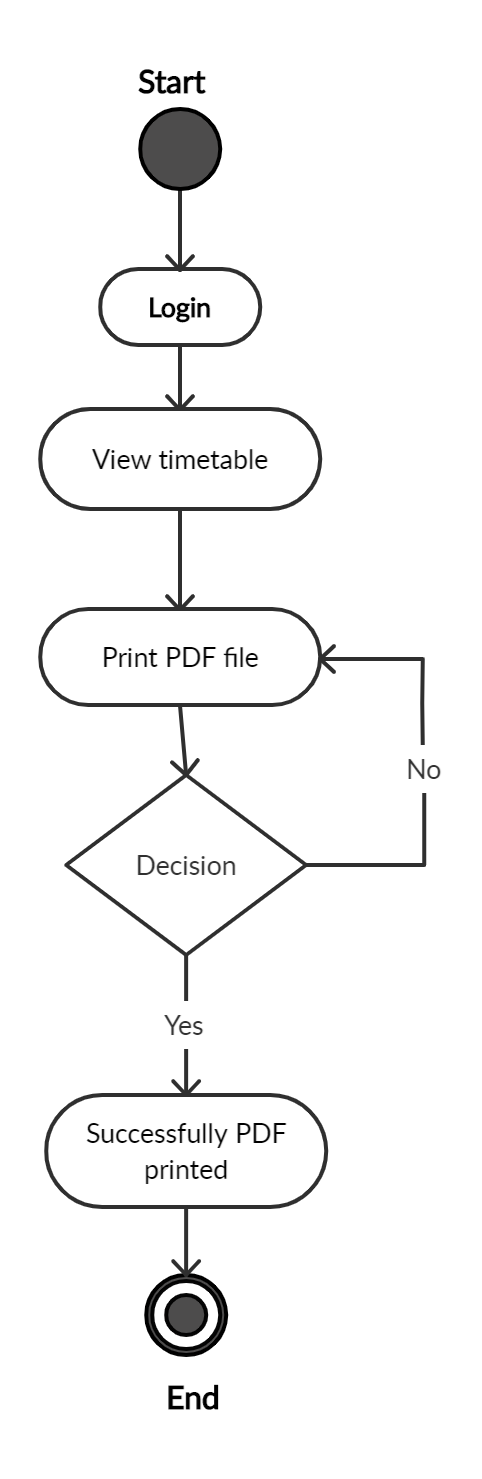 Start
Login
View timetable
Print PDF file
No
Decision
Yes
Successfully PDF
printed
End